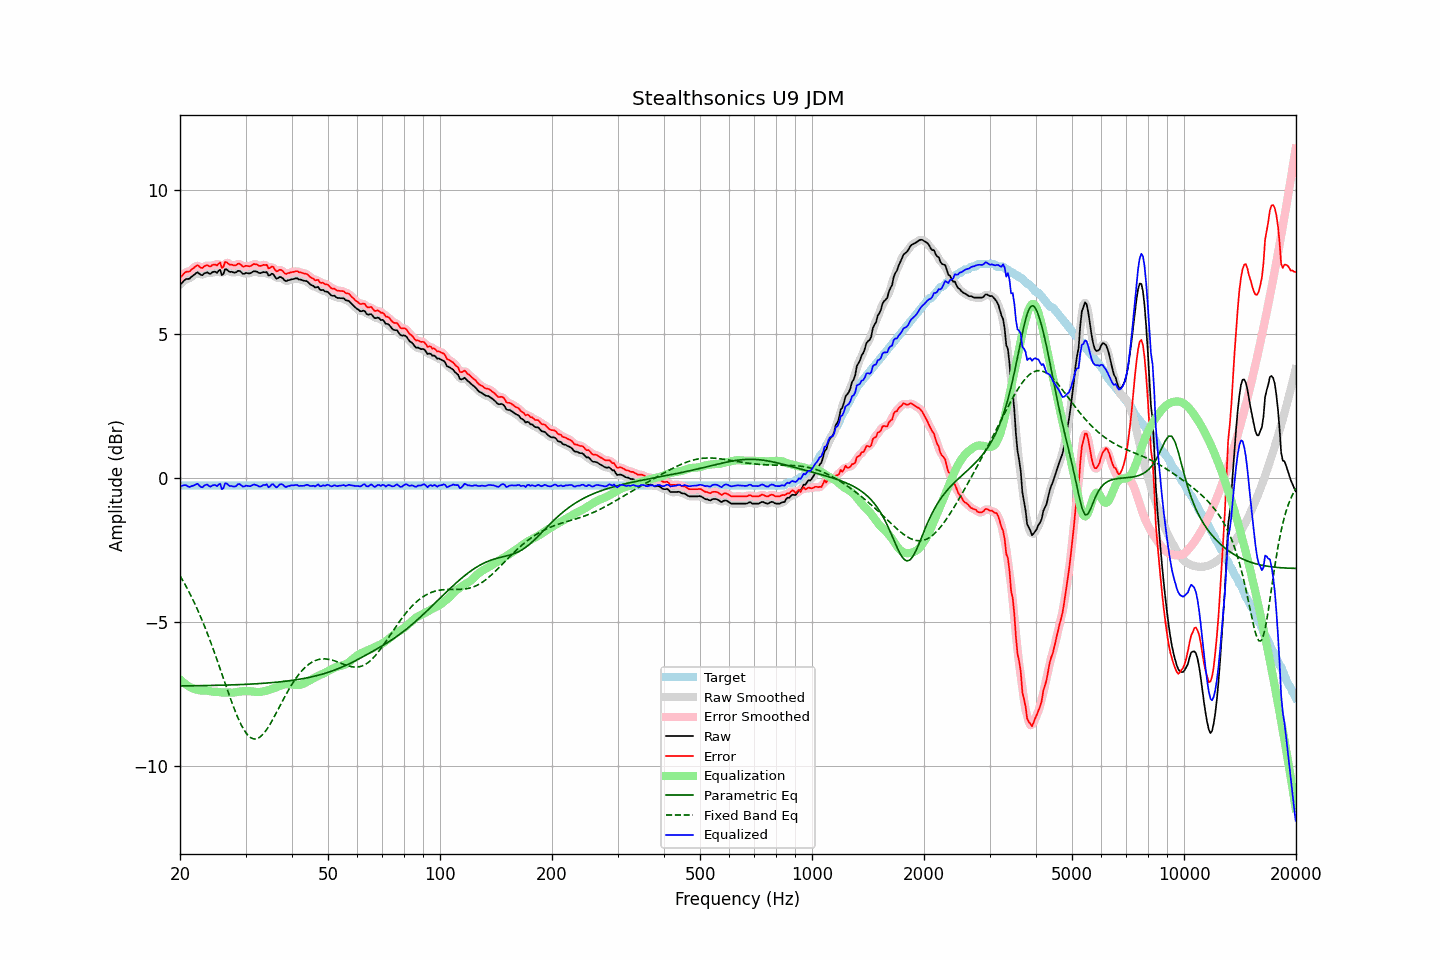 Stealthsonics U9 JDM
Amplitude (dBr)
10
5
0
−5
−10
Target
Raw Smoothed
Error Smoothed
Raw
Error
Equalization
Parametric Eq
Fixed Band Eq
Equalized
20
50
100
200
500
1000
2000
5000
10000
20000
Frequency (Hz)